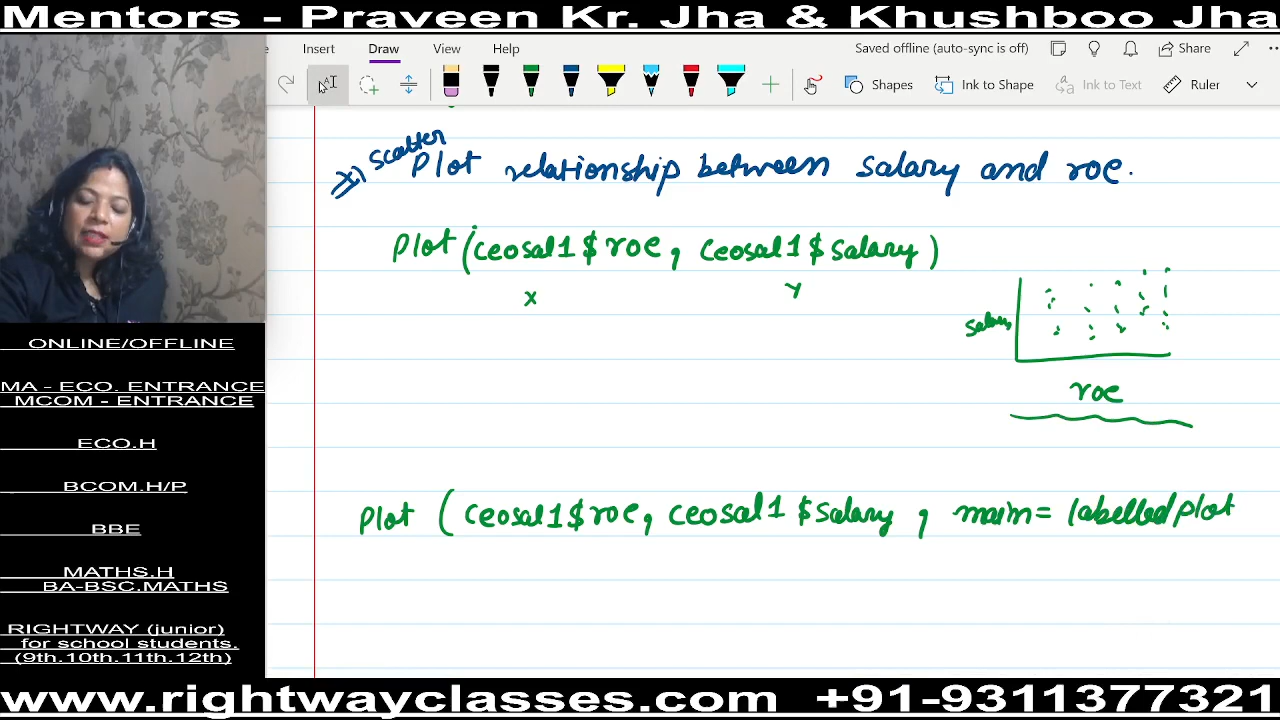 Mentors - Praveen Kr. Jha & Khushboo Jha
Insert Draw View Help Saved offline (auto-sync is off) Share
Shapes Ink to Shape Ink to Text Ruler
Scatter
Plot relationship between salary and roe.
Plot (ceosal1$roe, ceosal1$salary)
x y
salary
roe
Plot (ceosal1$roe, ceosal1$salary, main= labelled plot
ONLINE/OFFLINE
MA - ECO. ENTRANCE
MCOM - ENTRANCE
ECO.H
BCOM.H/P
BBE
MATHS.H
BA-BSC.MATHS
RIGHTWAY (junior)
for school students.
(9th.10th.11th.12th)
www.rightwayclasses.com +91-9311377321